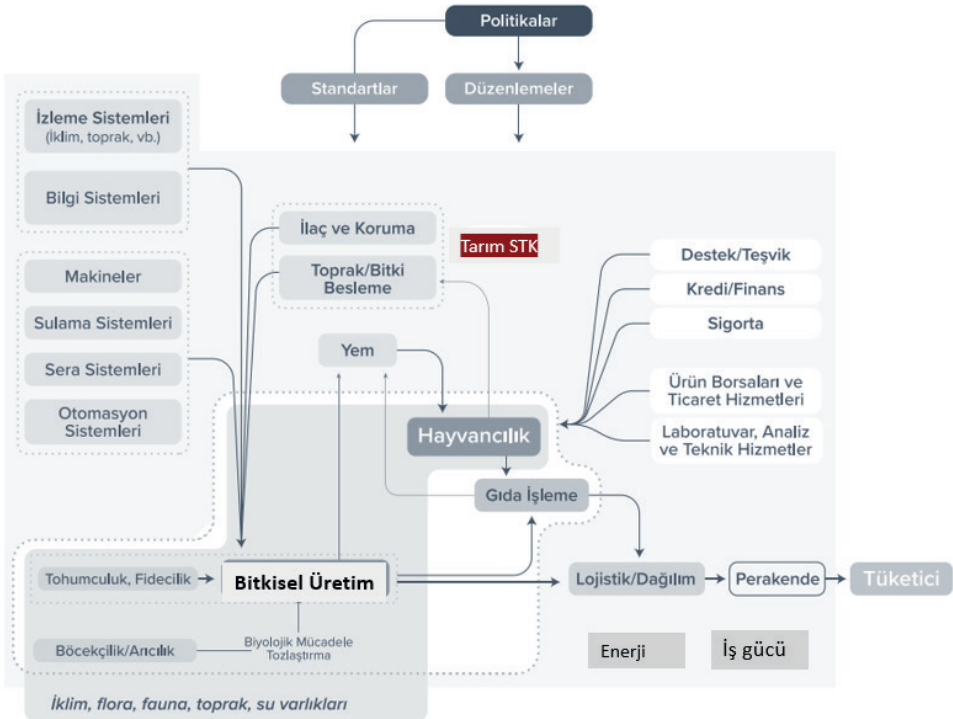 Politikalar
Standartlar
Düzenlemeler
İzleme Sistemleri
(İklim, toprak, vb.)
Bilgi Sistemleri
İlaç ve Koruma
Toprak/Bitki
Besleme
Tarım STK
Makineler
Sulama Sistemleri
Sera Sistemleri
Otomasyon
Sistemleri
Yem
Destek/Teşvik
Kredi/Finans
Sigorta
Ürün Borsaları ve
Ticaret Hizmetleri
Laboratuvar, Analiz
ve Teknik Hizmetler
Hayvancılık
Gıda İşleme
Tohumculuk, Fidecilik
Bitkisel Üretim
Lojistik/Dağılım
Perakende
Tüketici
Böcekçilik/Arıcılık
Biyolojik Mücadele
Tozlaştırma
Enerji
İş gücü
İklim, flora, fauna, toprak, su varlıkları